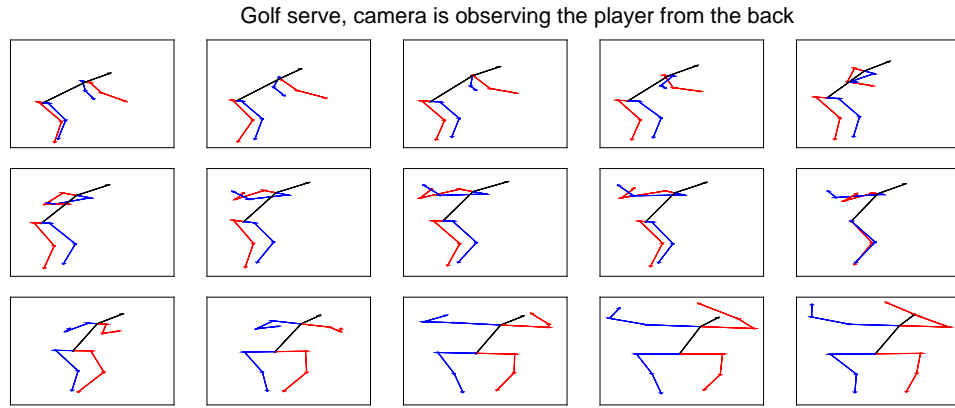 Golf serve, camera is observing the player from the back